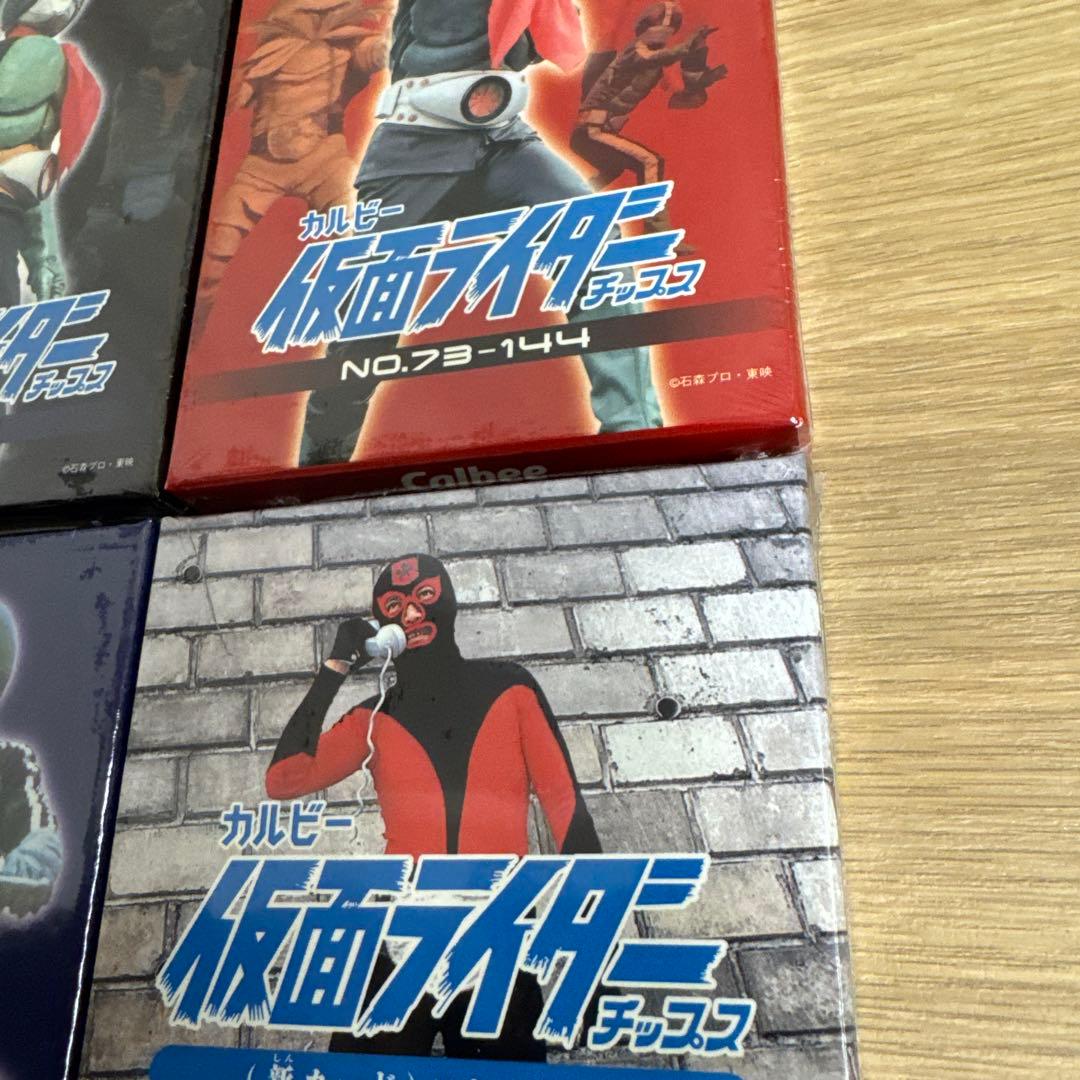 カルビー
仮面ライダー
チップス
NO.73-144
©石森プロ・東映
Calbee
イダー
チップス
©石森プロ・東映
カルビー
仮面ライダー
チップス